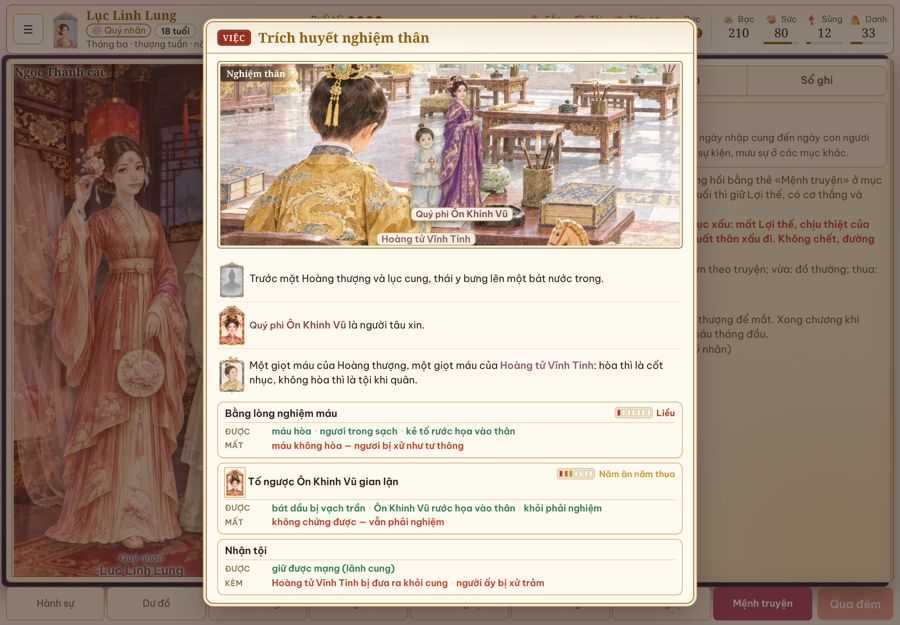 Lục Linh Lung
Quý nhân
18 tuổi
Tháng ba · thượng tuần ·
Bạc
Sức
Sủng
Danh
210
80
12
33
Ngọc Thanh các
Quý nhân
Lục Linh Lung
Sổ ghi
ngày nhập cung đến ngày con ngươi
sự kiện, mưu sự ở các mục khác.
hồi bằng thẻ «Mệnh truyện» ở mục
thì giữ Lợi thế, có cơ thắng và
xấu: mất Lợi thế, chịu thiệt của
thân xấu đi. Không chết, đường
theo truyện; vừa: đổ thường; thua:
thượng để mắt. Xong chương khi
tháng đầu.
nhân)
VIỆC
Trích huyết nghiệm thân
Nghiệm thân
Quý phi Ôn Khinh Vũ
Hoàng tử Vĩnh Tinh
Trước mặt Hoàng thượng và lục cung, thái y bưng lên một bát nước trong.
Quý phi Ôn Khinh Vũ là người tâu xin.
Một giọt máu của Hoàng thượng, một giọt máu của Hoàng tử Vĩnh Tinh: hòa thì là cốt
nhục, không hòa thì là tội khi quân.
Bằng lòng nghiệm máu
Liều
ĐƯỢC
máu hòa · ngươi trong sạch · kẻ tố rước họa vào thân
MẤT
máu không hòa — ngươi bị xử như tư thông
Tố ngược Ôn Khinh Vũ gian lận
Năm ăn năm thua
ĐƯỢC
bát dầu bị vạch trần · Ôn Khinh Vũ rước họa vào thân · khỏi phải nghiệm
MẤT
không chứng được — vẫn phải nghiệm
Nhận tội
ĐƯỢC
giữ được mạng (lãnh cung)
KÈM
Hoàng tử Vĩnh Tinh bị đưa ra khỏi cung · người ấy bị xử trảm
Hành sự
Dư đồ
Mệnh truyện
Qua đêm